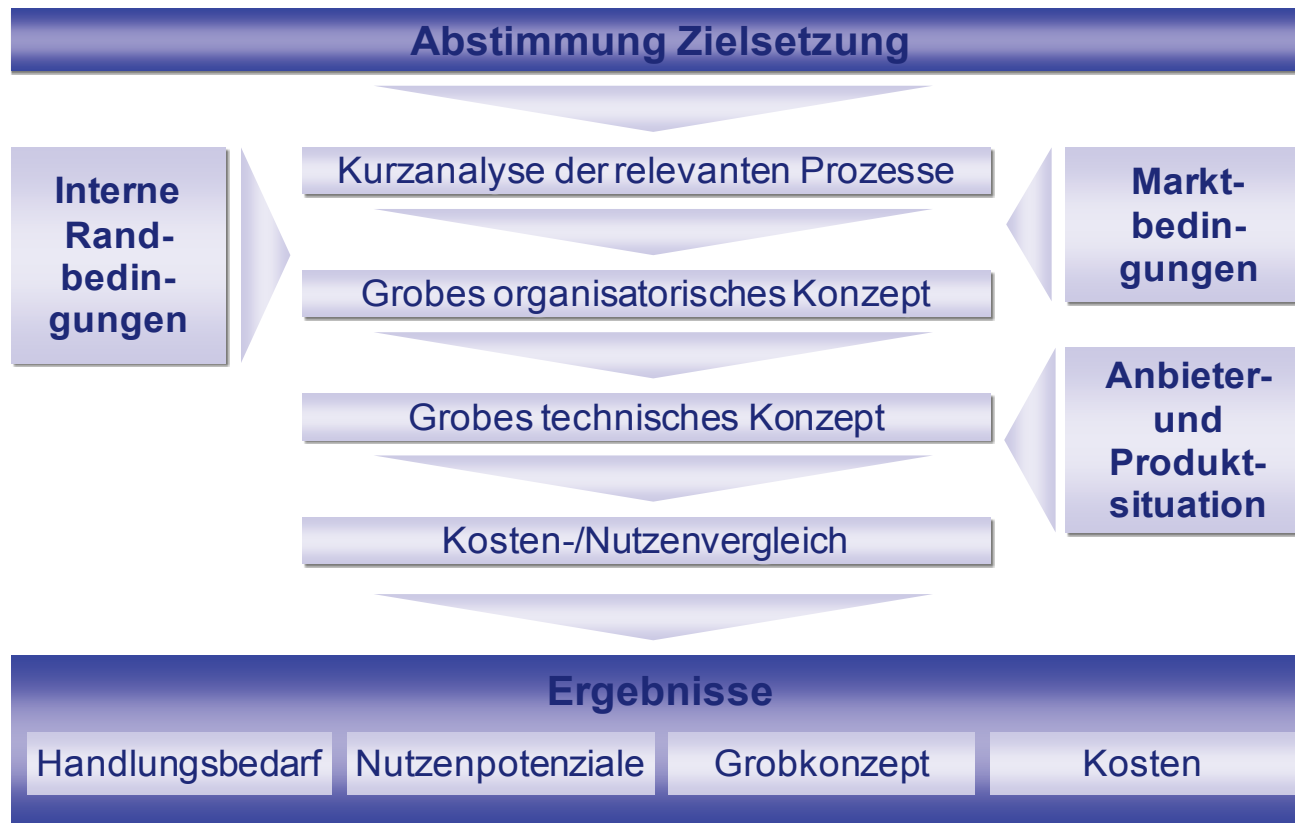 Abstimmung Zielsetzung
Kurzanalyse der relevanten Prozesse
Interne
Rand-
bedin-
gungen
Markt-
bedin-
gungen
Grobes organisatorisches Konzept
Grobes technisches Konzept
Anbieter-
und
Produkt-
situation
Kosten-/Nutzenvergleich
Ergebnisse
Handlungsbedarf
Nutzenpotenziale
Grobkonzept
Kosten